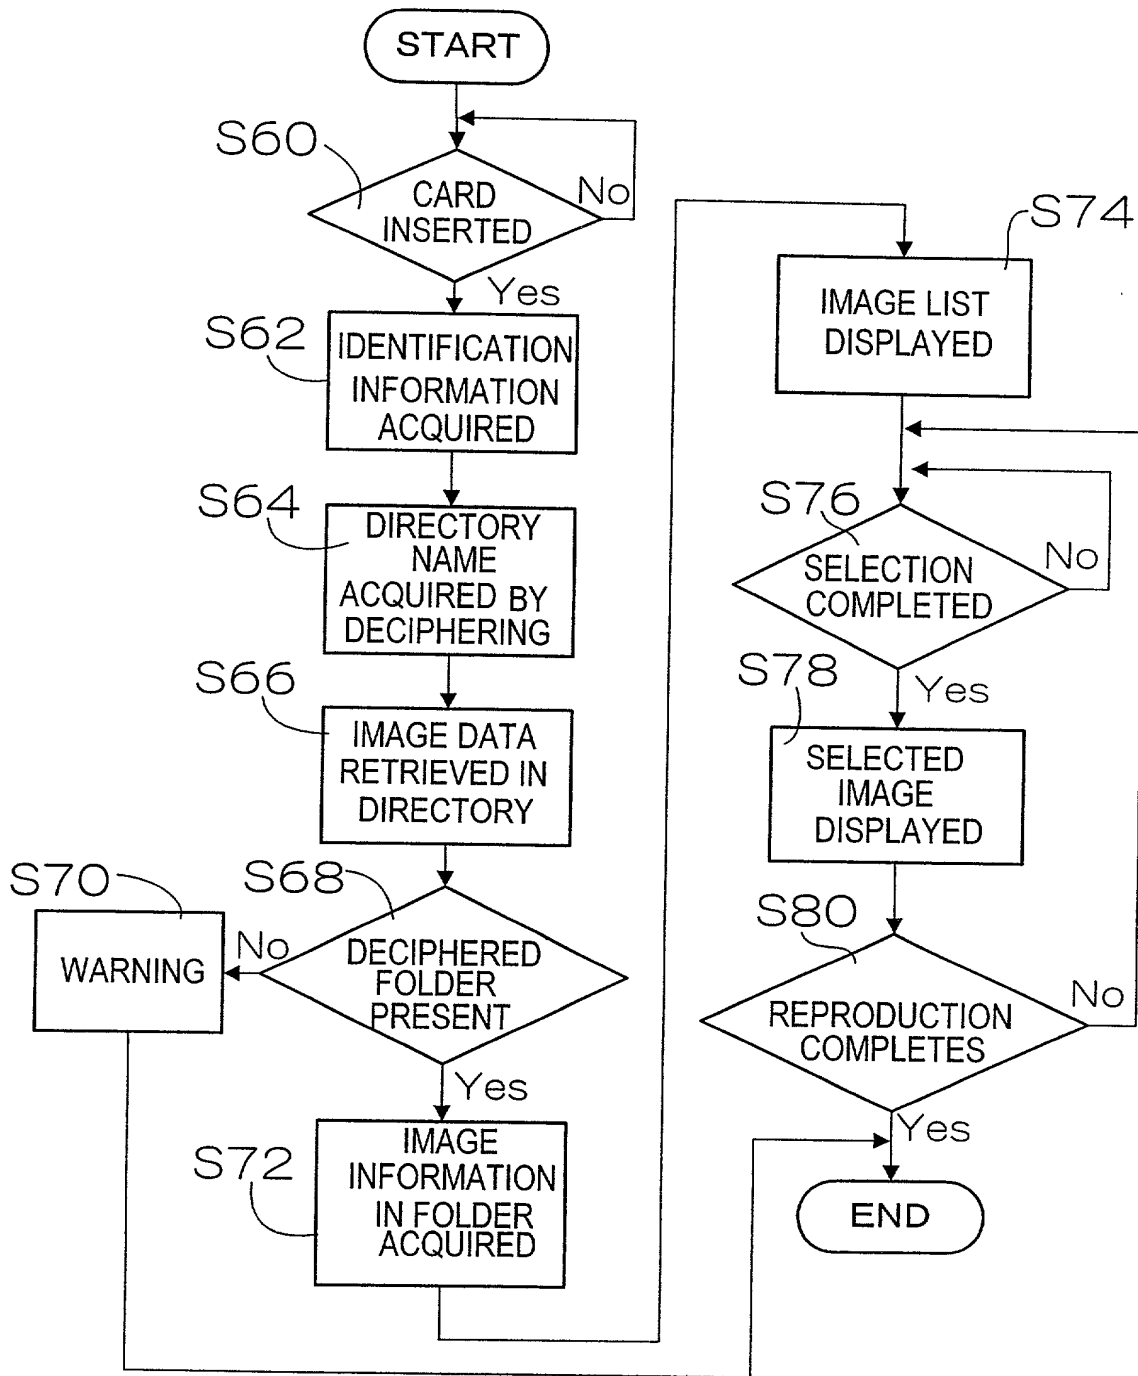 START
S60
CARD
INSERTED
No
Yes
S62
IDENTIFICATION
INFORMATION
ACQUIRED
S64
DIRECTORY
NAME
ACQUIRED BY
DECIPHERING
S66
IMAGE DATA
RETRIEVED IN
DIRECTORY
S68
DECIPHERED
FOLDER
PRESENT
No
S70
WARNING
Yes
S72
IMAGE
INFORMATION
IN FOLDER
ACQUIRED
S74
IMAGE LIST
DISPLAYED
S76
SELECTION
COMPLETED
No
Yes
S78
SELECTED
IMAGE
DISPLAYED
S80
REPRODUCTION
COMPLETES
No
Yes
END